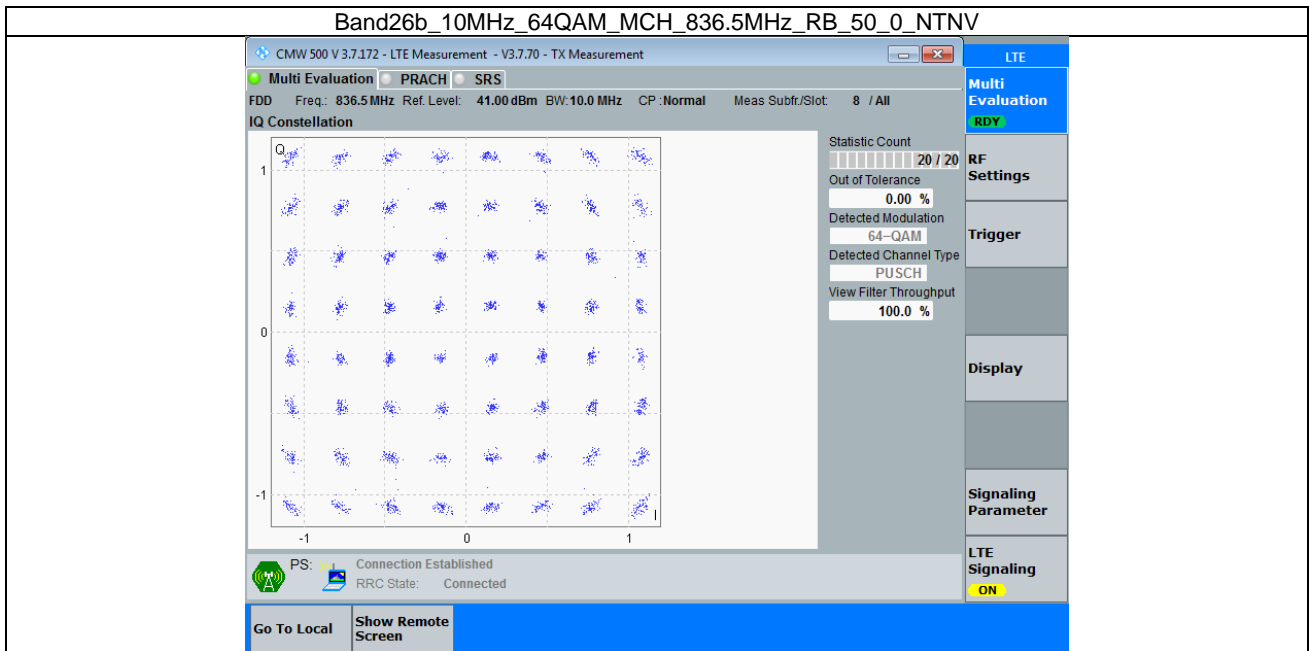 Band26b_10MHz_64QAM_MCH_836.5MHz_RB_50_0_NTNV
CMW 500 V 3.7.172 - LTE Measurement - V3.7.70 - TX Measurement
LTE
Multi Evaluation PRACH SRS
Multi
Evaluation
RDY
FDD Freq.: 836.5 MHz Ref. Level: 41.00 dBm BW: 10.0 MHz CP : Normal Meas Subfr./Slot: 8 / All
IQ Constellation
Q
1
0
-1
-1 0 1
I
Statistic Count
20 / 20
Out of Tolerance
0.00 %
Detected Modulation
64-QAM
Detected Channel Type
PUSCH
View Filter Throughput
100.0 %
RF
Settings
Trigger
Display
Signaling
Parameter
LTE
Signaling
ON
PS: Connection Established
RRC State: Connected
Go To Local
Show Remote
Screen